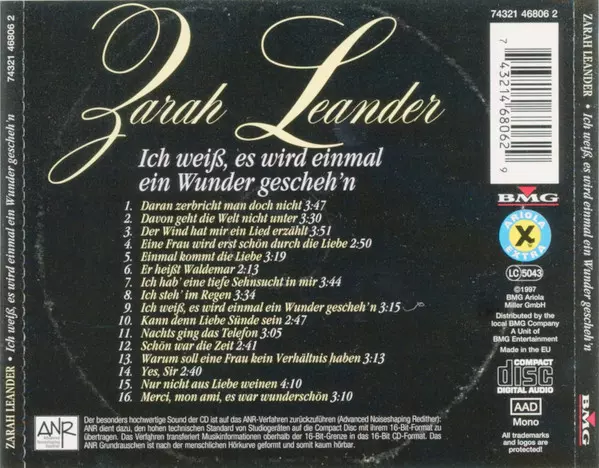 74321 46806 2
ZARAH LEANDER • Ich weiß, es wird einmal ein Wunder gescheh'n
Zarah Leander
Ich weiß, es wird einmal
ein Wunder gescheh'n
1. Daran zerbricht man doch nicht 3:47
2. Davon geht die Welt nicht unter 3:30
3. Der Wind hat mir ein Lied erzählt 3:51
4. Eine Frau wird erst schön durch die Liebe 2:50
5. Einmal kommt die Liebe 3:19
6. Er heißt Waldemar 2:13
7. Ich hab' eine tiefe Sehnsucht in mir 3:44
8. Ich steh' im Regen 3:34
9. Ich weiß, es wird einmal ein Wunder gescheh'n 3:15
10. Kann denn Liebe Sünde sein 2:47
11. Nachts ging das Telefon 3:05
12. Schön war die Zeit 2:41
13. Warum soll eine Frau kein Verhältnis haben 3:13
14. Yes, Sir 2:40
15. Nur nicht aus Liebe weinen 4:10
16. Merci, mon ami, es war wunderschön 3:10
ANR
Der besonders hochwertige Sound der CD ist auf das ANR-Verfahren zurückzuführen (Advanced Noiseshaping Redither):
ANR dient dazu, den hohen technischen Standard von Studiogeräten auf die Compact Disc mit ihrem 16-Bit-Format zu
übertragen. Das Verfahren transferiert Musikinformationen oberhalb der 16-Bit-Grenze in das 16 Bit CD-Format. Das
ANR Grundrauschen ist nach der menschlichen Hörkurve geformt und somit kaum hörbar.
74321 46806 2
7 43214 68062 9
BMG
ARIOLA
X
EXTRA
LC 5043
©1997
BMG Ariola
Miller GmbH
Distributed by the
local BMG Company
A Unit of
BMG Entertainment
Made in the EU
COMPACT
disc
DIGITAL AUDIO
AAD
Mono
All trademarks
and logos are
protected!
ZARAH LEANDER • Ich weiß, es wird einmal ein Wunder gescheh'n
74321 46806 2
BMG